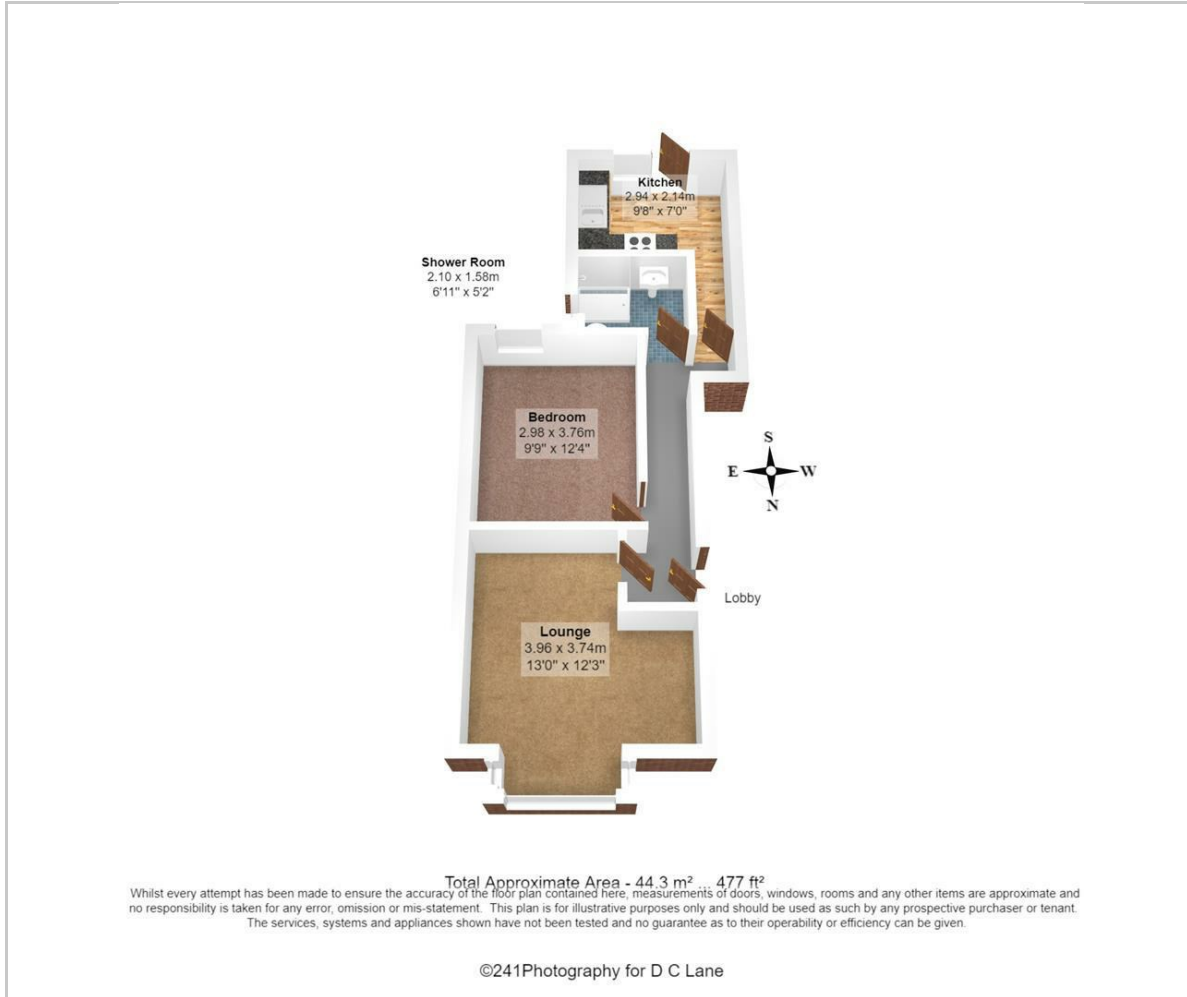 Kitchen
2.94 x 2.14m
9'8" x 7'0"
Shower Room
2.10 x 1.58m
6'11" x 5'2"
Bedroom
2.98 x 3.76m
9'9" x 12'4"
S
E W
N
Lobby
Lounge
3.96 x 3.74m
13'0" x 12'3"
Total Approximate Area - 44.3 m² ... 477 ft²
Whilst every attempt has been made to ensure the accuracy of the floor plan contained here, measurements of doors, windows, rooms and any other items are approximate and
no responsibility is taken for any error, omission or mis-statement. This plan is for illustrative purposes only and should be used as such by any prospective purchaser or tenant.
The services, systems and appliances shown have not been tested and no guarantee as to their operability or efficiency can be given.
©241Photography for D C Lane